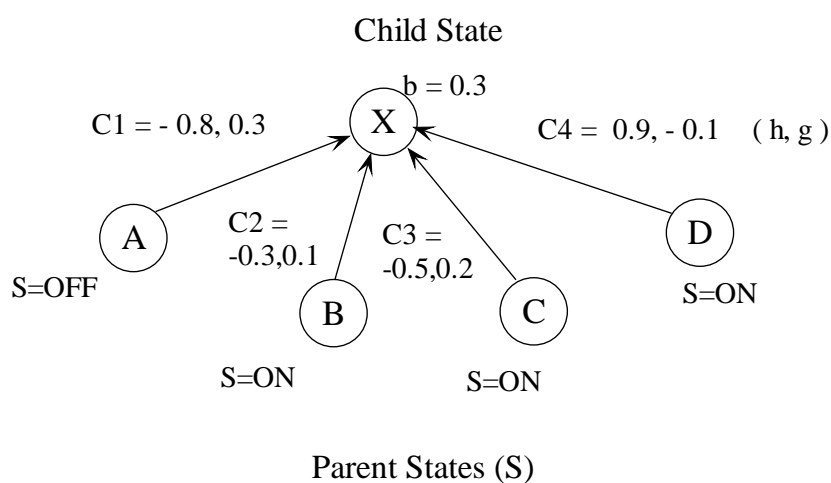 Child State
b = 0.3
X
C1 = - 0.8, 0.3
C4 = 0.9, - 0.1 ( h, g )
A
C2 =
-0.3,0.1
C3 =
-0.5,0.2
D
S=OFF
B
C
S=ON
S=ON
S=ON
Parent States (S)